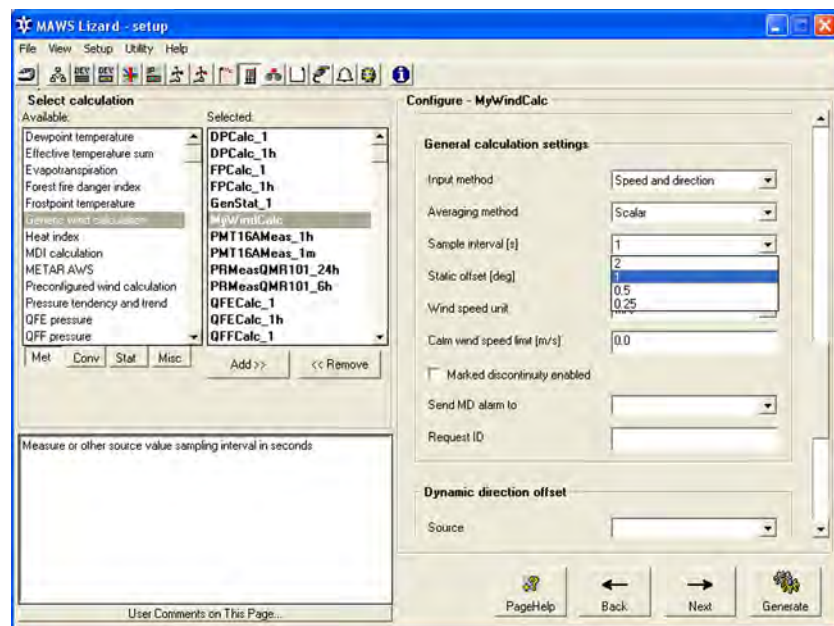 MAWS Lizard - setup
File View Setup Utility Help
Select calculation
Available:
Dewpoint temperature
Effective temperature sum
Evapotranspiration
Forest fire danger index
Frostpoint temperature
Generic wind calculation
Heat index
MDI calculation
METAR AWS
Preconfigured wind calculation
Pressure tendency and trend
QFE pressure
QFF pressure
Met Conv Stat Misc
Selected:
DPCalc_1
DPCalc_1h
FPCalc_1
FPCalc_1h
GenStat_1
MyWindCalc
PMT16AMeas_1h
PMT16AMeas_1m
PRMeasQMR101_24h
PRMeasQMR101_6h
QFECalc_1
QFECalc_1h
QFFCalc_1
Add >> << Remove
Measure or other source value sampling interval in seconds
User Comments on This Page...
Configure - MyWindCalc
General calculation settings
Input method Speed and direction
Averaging method Scalar
Sample interval [s] 1
2
1
0.5
0.25
Static offset [deg]
Wind speed unit
Calm wind speed limit [m/s] 0.0
Marked discontinuity enabled
Send MD alarm to
Request ID
Dynamic direction offset
Source
PageHelp Back Next Generate